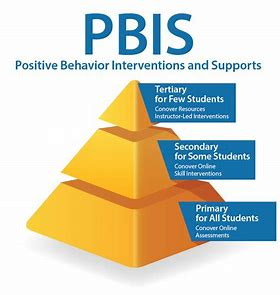 PBIS
Positive Behavior Interventions and Supports
Tertiary
for Few Students
Conover Resources
Instructor-Led Interventions
Secondary
for Some Students
Conover Online
Skill Interventions
Primary
for All Students
Conover Online
Assessments